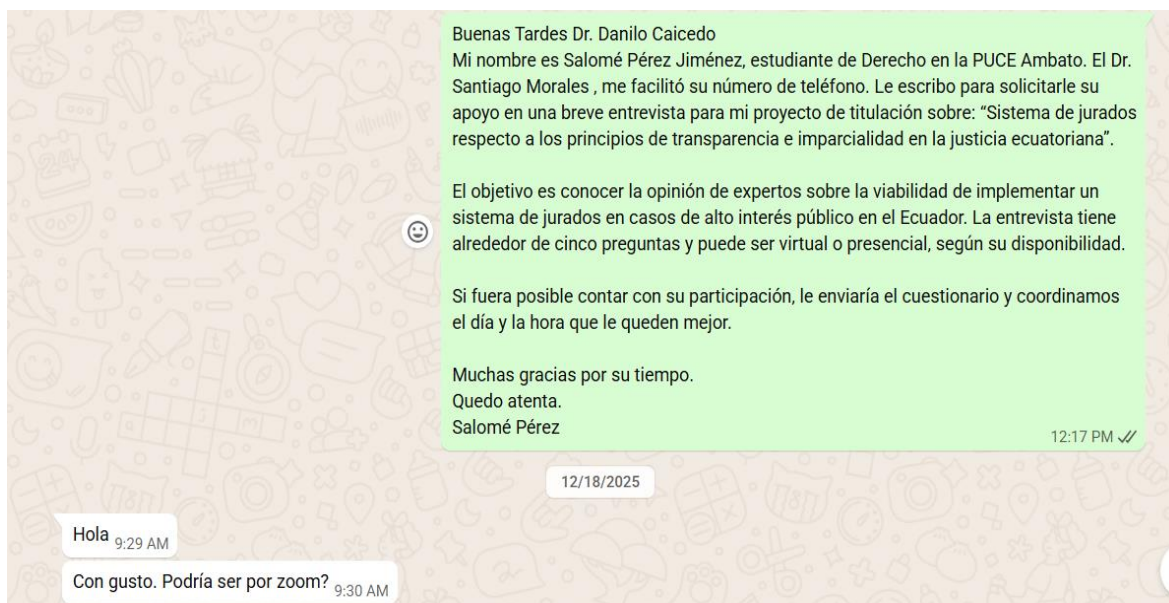 Buenas Tardes Dr. Danilo Caicedo
Mi nombre es Salomé Pérez Jiménez, estudiante de Derecho en la PUCE Ambato. El Dr.
Santiago Morales , me facilitó su número de teléfono. Le escribo para solicitarle su
apoyo en una breve entrevista para mi proyecto de titulación sobre: “Sistema de jurados
respecto a los principios de transparencia e imparcialidad en la justicia ecuatoriana”.
El objetivo es conocer la opinión de expertos sobre la viabilidad de implementar un
sistema de jurados en casos de alto interés público en el Ecuador. La entrevista tiene
alrededor de cinco preguntas y puede ser virtual o presencial, según su disponibilidad.
Si fuera posible contar con su participación, le enviaría el cuestionario y coordinamos
el día y la hora que le queden mejor.
Muchas gracias por su tiempo.
Quedo atenta.
Salomé Pérez
12:17 PM
12/18/2025
Hola 9:29 AM
Con gusto. Podría ser por zoom? 9:30 AM